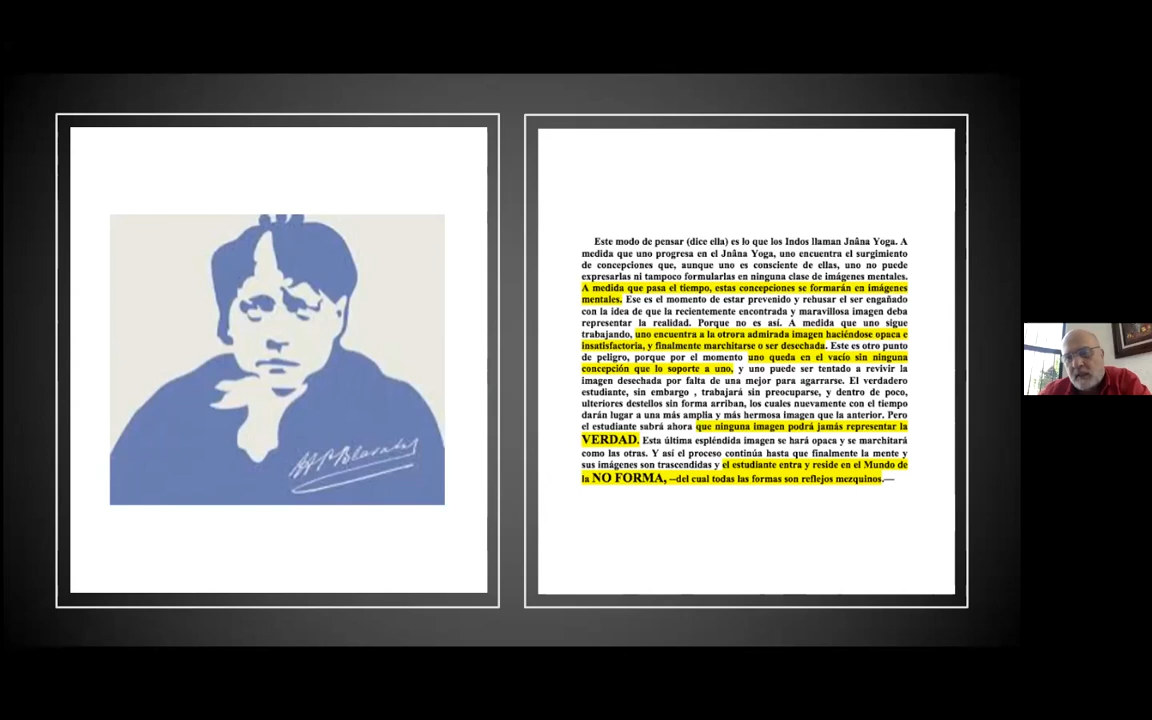 H P Blavatsky
Este modo de pensar (dice ella) es lo que los Indos llaman Jnâna Yoga. A
medida que uno progresa en el Jnâna Yoga, uno encuentra el surgimiento
de concepciones que, aunque uno es consciente de ellas, uno no puede
expresarlas ni tampoco formularlas en ninguna clase de imágenes mentales.
A medida que pasa el tiempo, estas concepciones se formarán en imágenes
mentales. Ese es el momento de estar prevenido y rehusar el ser engañado
con la idea de que la recientemente encontrada y maravillosa imagen deba
representar la realidad. Porque no es así. A medida que uno sigue
trabajando, uno encuentra a la otrora admirada imagen haciéndose opaca e
insatisfactoria, y finalmente marchitarse o ser desechada. Este es otro punto
de peligro, porque por el momento uno queda en el vacío sin ninguna
concepción que lo soporte a uno, y uno puede ser tentado a revivir la
imagen desechada por falta de una mejor para agarrarse. El verdadero
estudiante, sin embargo , trabajará sin preocuparse, y dentro de poco,
ulteriores destellos sin forma arriban, los cuales nuevamente con el tiempo
darán lugar a una más amplia y más hermosa imagen que la anterior. Pero
el estudiante sabrá ahora que ninguna imagen podrá jamás representar la
VERDAD. Esta última espléndida imagen se hará opaca y se marchitará
como las otras. Y así el proceso continúa hasta que finalmente la mente y
sus imágenes son trascendidas y el estudiante entra y reside en el Mundo de
la NO FORMA, --del cual todas las formas son reflejos mezquinos.—